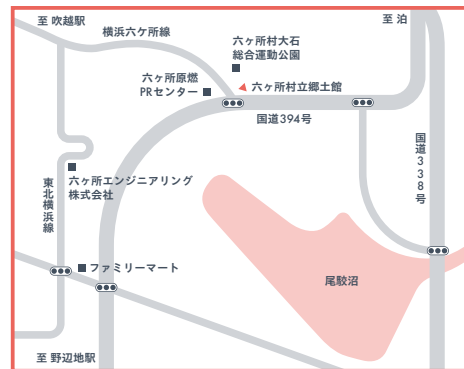 至 吹越駅
横浜六ケ所線
至 泊
六ヶ所村大石
総合運動公園
六ヶ所原燃
PRセンター
六ヶ所村立郷土館
国道394号
国道338号
六ヶ所エンジニアリング
株式会社
東北横浜線
ファミリーマート
尾駮沼
至 野辺地駅